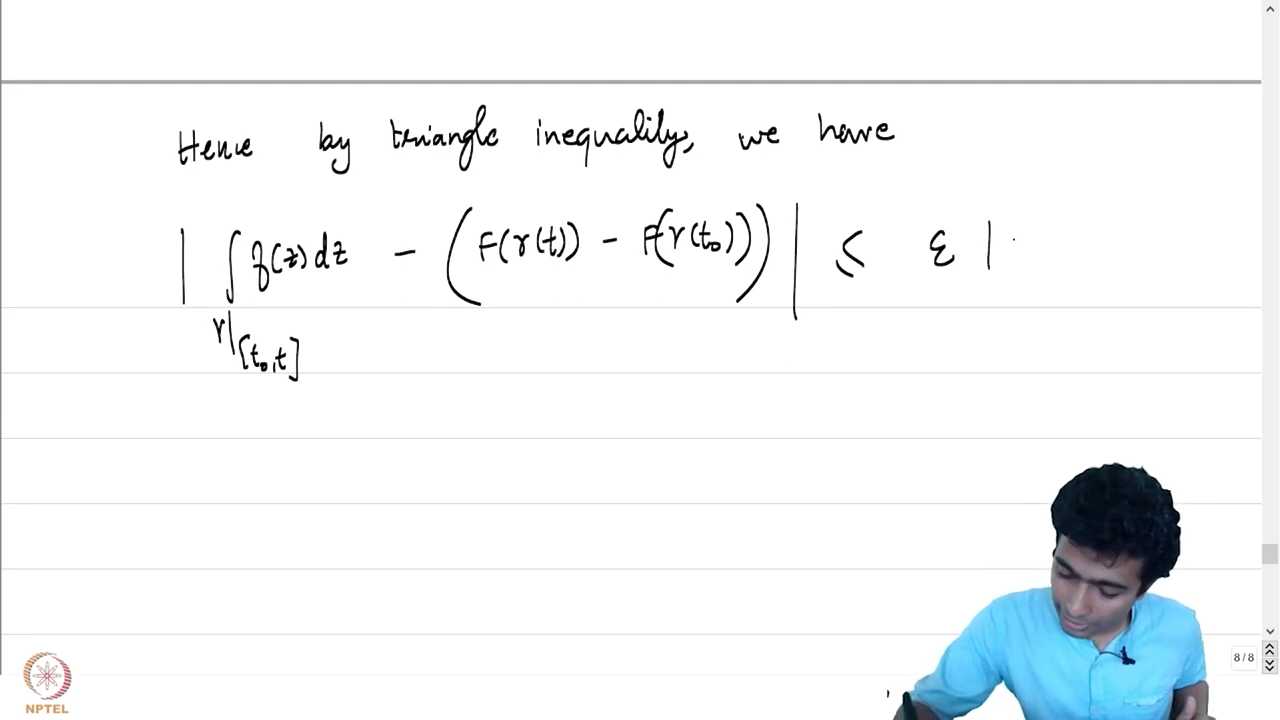 Hence by triangle inequality, we have
| ∫ f(z) dz - (F(γ(t)) - F(γ(t₀))) | ≤ ε |
γ|[t₀,t]
8 / 8
NPTEL